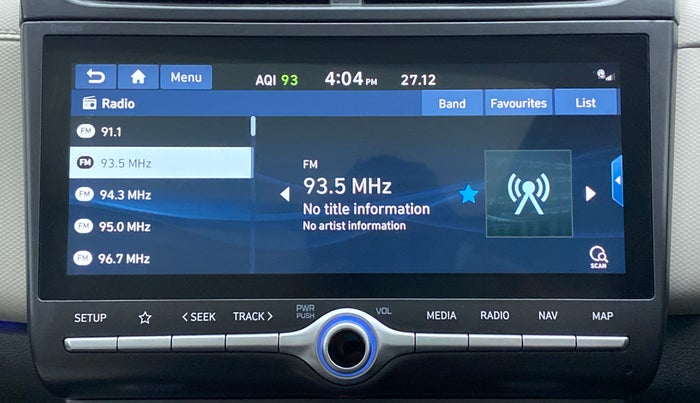 Bluelink
Menu AQI 93 4:04 PM 27.12
Radio Band Favourites List
FM 91.1
FM 93.5 MHz
FM 94.3 MHz
FM 95.0 MHz
FM 96.7 MHz
FM
93.5 MHz
No title information
No artist information
SCAN
SETUP < SEEK TRACK > PWR PUSH VOL MEDIA RADIO NAV MAP